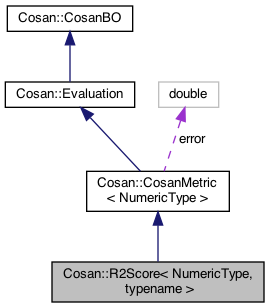 Cosan::CosanBO
Cosan::Evaluation
double
error
Cosan::CosanMetric
< NumericType >
Cosan::R2Score< NumericType,
typename >